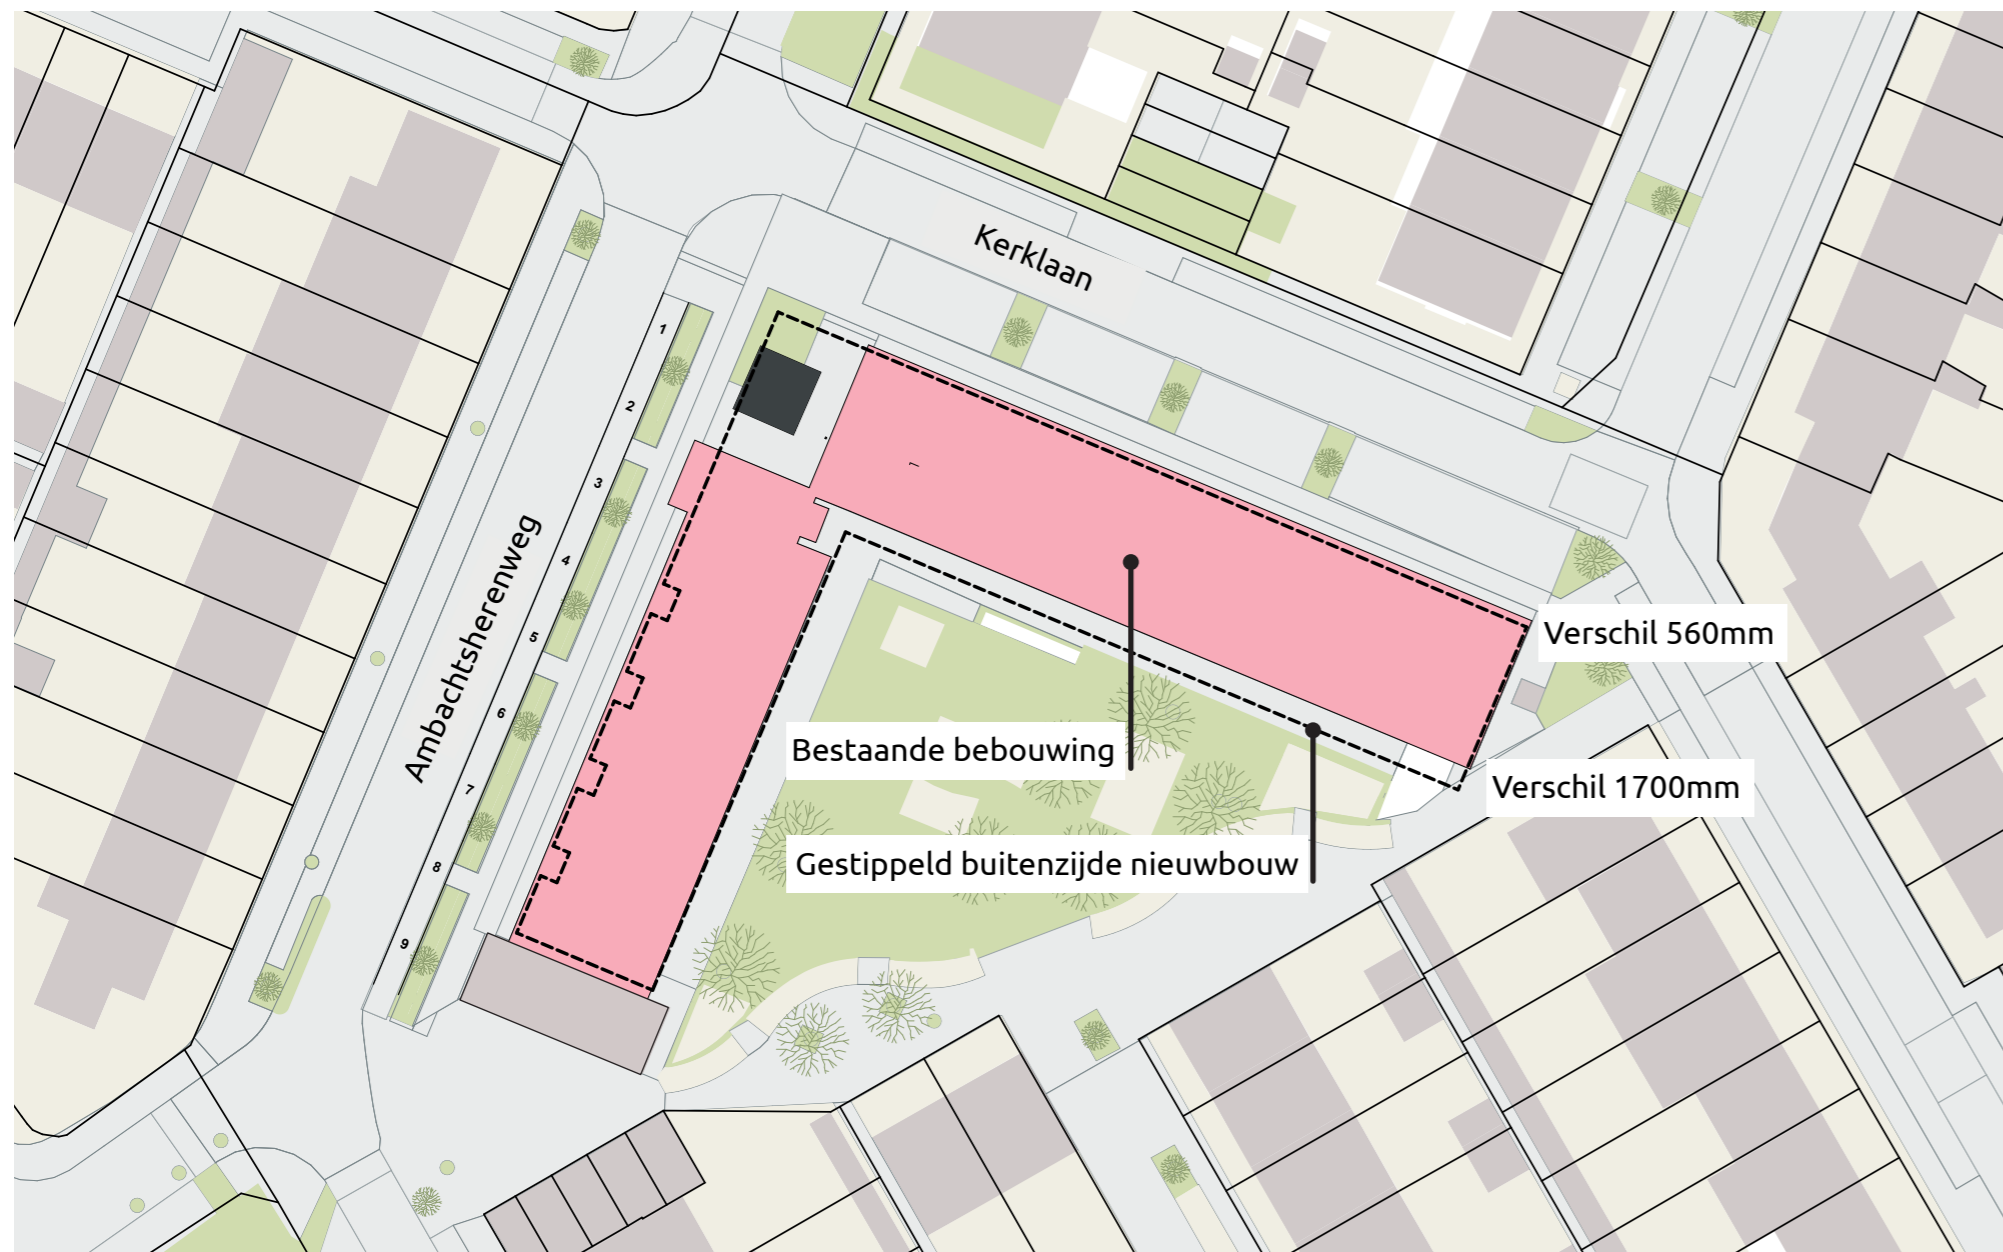 Kerklaan
1
2
3
4
5
6
7
8
9
Ambachtsherenweg
Verschil 560mm
Bestaande bebouwing
Verschil 1700mm
Gestippeld buitenzijde nieuwbouw